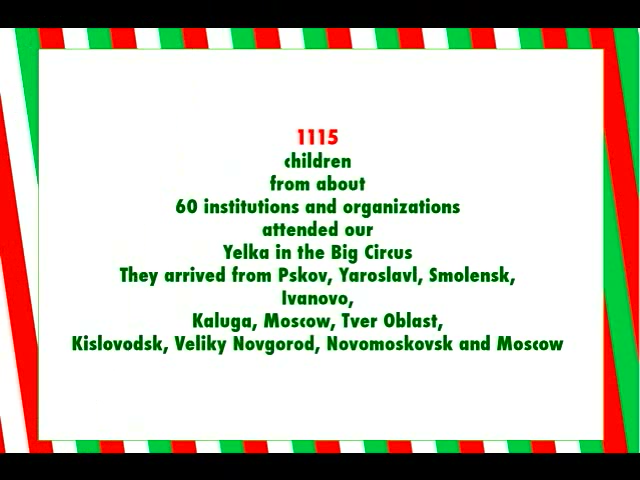 1115
children
from about
60 institutions and organizations
attended our
Yelka in the Big Circus
They arrived from Pskov, Yaroslavl, Smolensk,
Ivanovo,
Kaluga, Moscow, Tver Oblast,
Kislovodsk, Veliky Novgorod, Novomoskovsk and Moscow